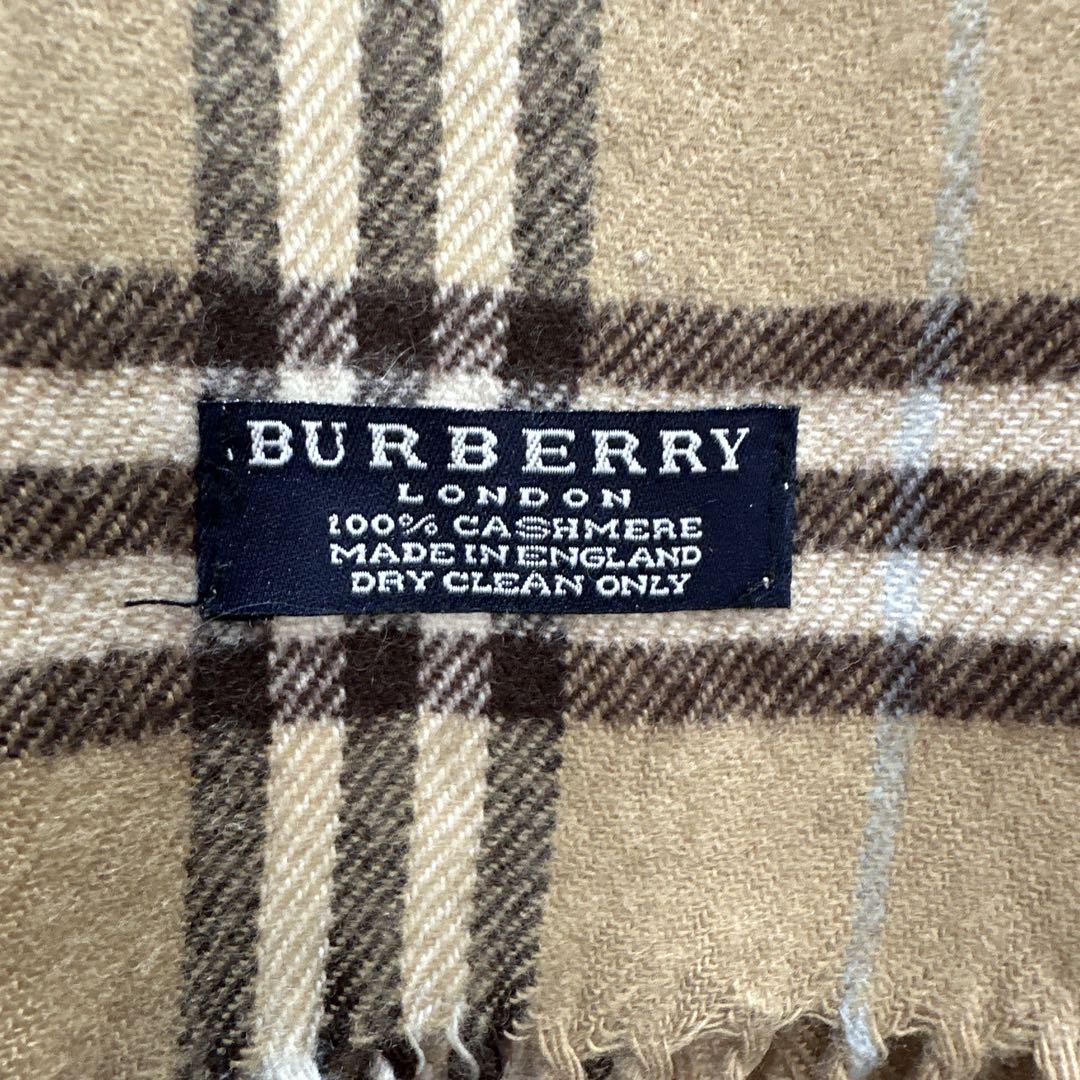 BURBERRY
LONDON
100% CASHMERE
MADE IN ENGLAND
DRY CLEAN ONLY